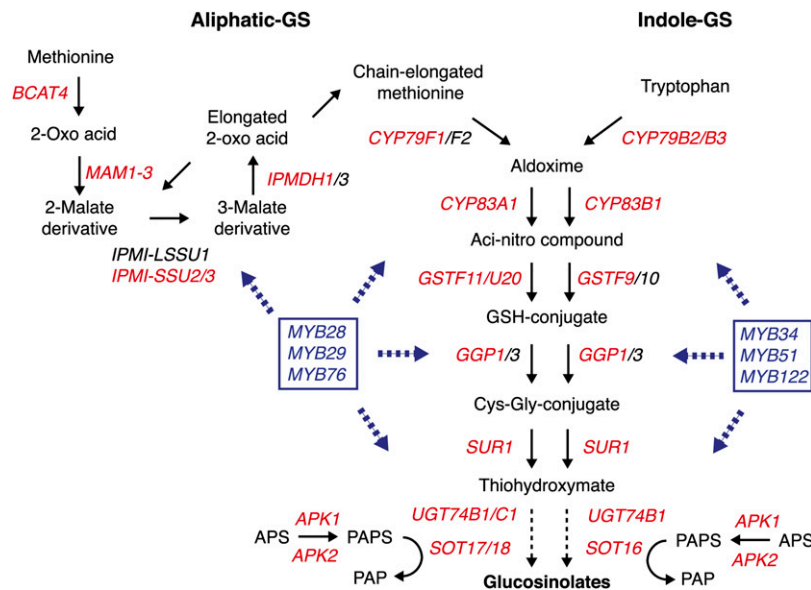 Aliphatic-GS
Indole-GS
Methionine
BCAT4
2-Oxo acid
MAM1-3
2-Malate
derivative
IPMI-LSSU1
IPMI-SSU2/3
3-Malate
derivative
IPMDH1/3
Elongated
2-oxo acid
Chain-elongated
methionine
Tryptophan
CYP79F1/F2
CYP79B2/B3
Aldoxime
CYP83A1
CYP83B1
Aci-nitro compound
GSTF11/U20
GSTF9/10
GSH-conjugate
MYB28
MYB29
MYB76
MYB34
MYB51
MYB122
GGP1/3
GGP1/3
Cys-Gly-conjugate
SUR1
SUR1
Thiohydroxymate
UGT74B1/C1
UGT74B1
APS
APK1
APK2
PAPS
PAP
SOT17/18
SOT16
PAPS
APK1
APK2
APS
PAP
Glucosinolates